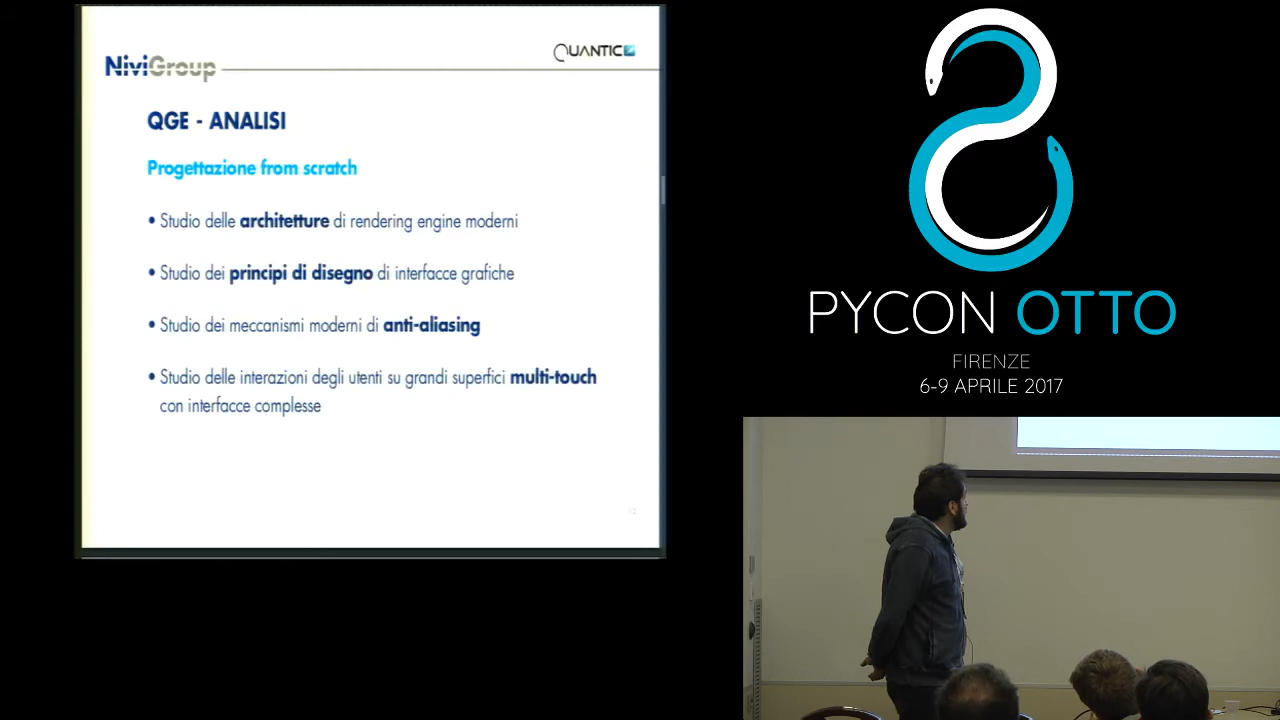 NiviGroup
QUANTIC
QGE - ANALISI
Progettazione from scratch
• Studio delle architetture di rendering engine moderni
• Studio dei principi di disegno di interfacce grafiche
• Studio dei meccanismi moderni di anti-aliasing
• Studio delle interazioni degli utenti su grandi superfici multi-touch
con interfacce complesse
PYCON OTTO
FIRENZE
6-9 APRILE 2017